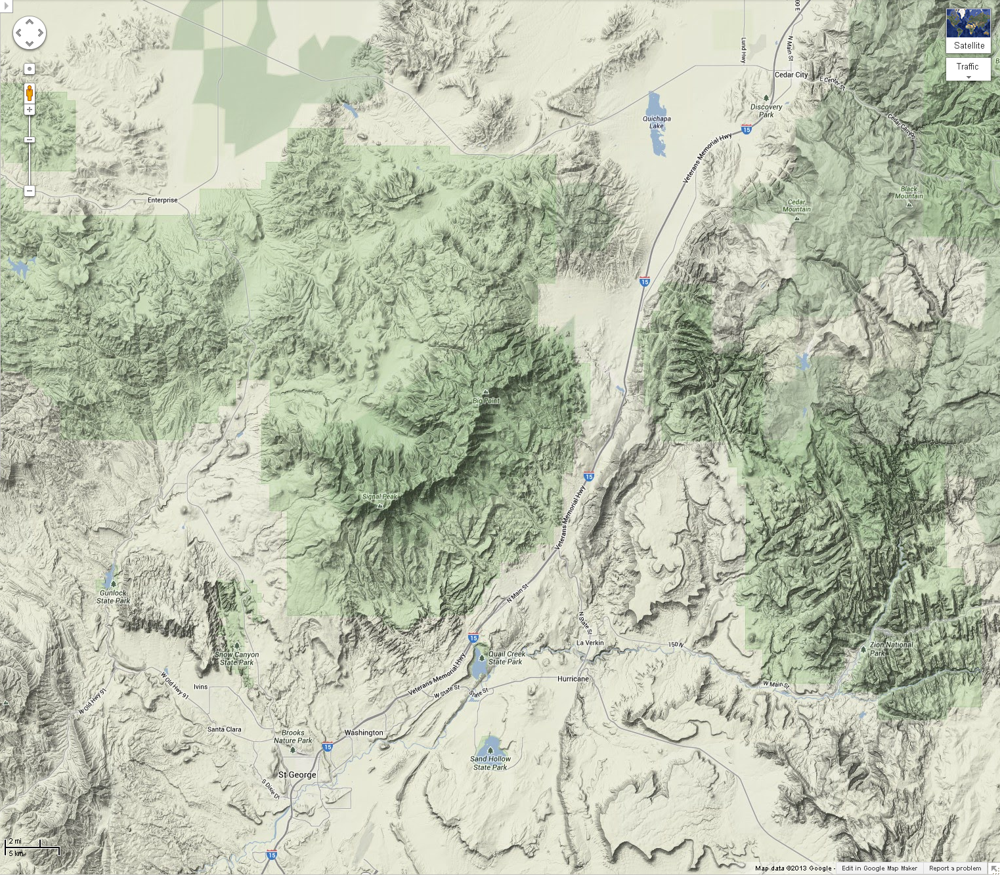 00 E
N Main St
Lund Hwy
Satellite
Traffic
Cedar City
E Center St
Discovery
Park
Cedar Canyon
Quichapa
Lake
15
Veterans Memorial Hwy
Enterprise
Black
Mountain
Cedar
Mountain
15
Big Point
15
Signal Peak
Veterans Memorial Hwy
Gunlock
State Park
N Main St
N State St
15
La Verkin
150 N
Zion National
Park
Snow Canyon
State Park
Quail Creek
State Park
Veterans Memorial Hwy
Hurricane
W Main St
W Old Hwy 91
Ivins
W Old Hwy 91
W State St
State St
Santa Clara
Brooks
Nature Park
Washington
15
Sand Hollow
State Park
St George
S Dixie Dr
2 mi
5 km
15
Map data ©2013 Google -
Edit in Google Map Maker
Report a problem